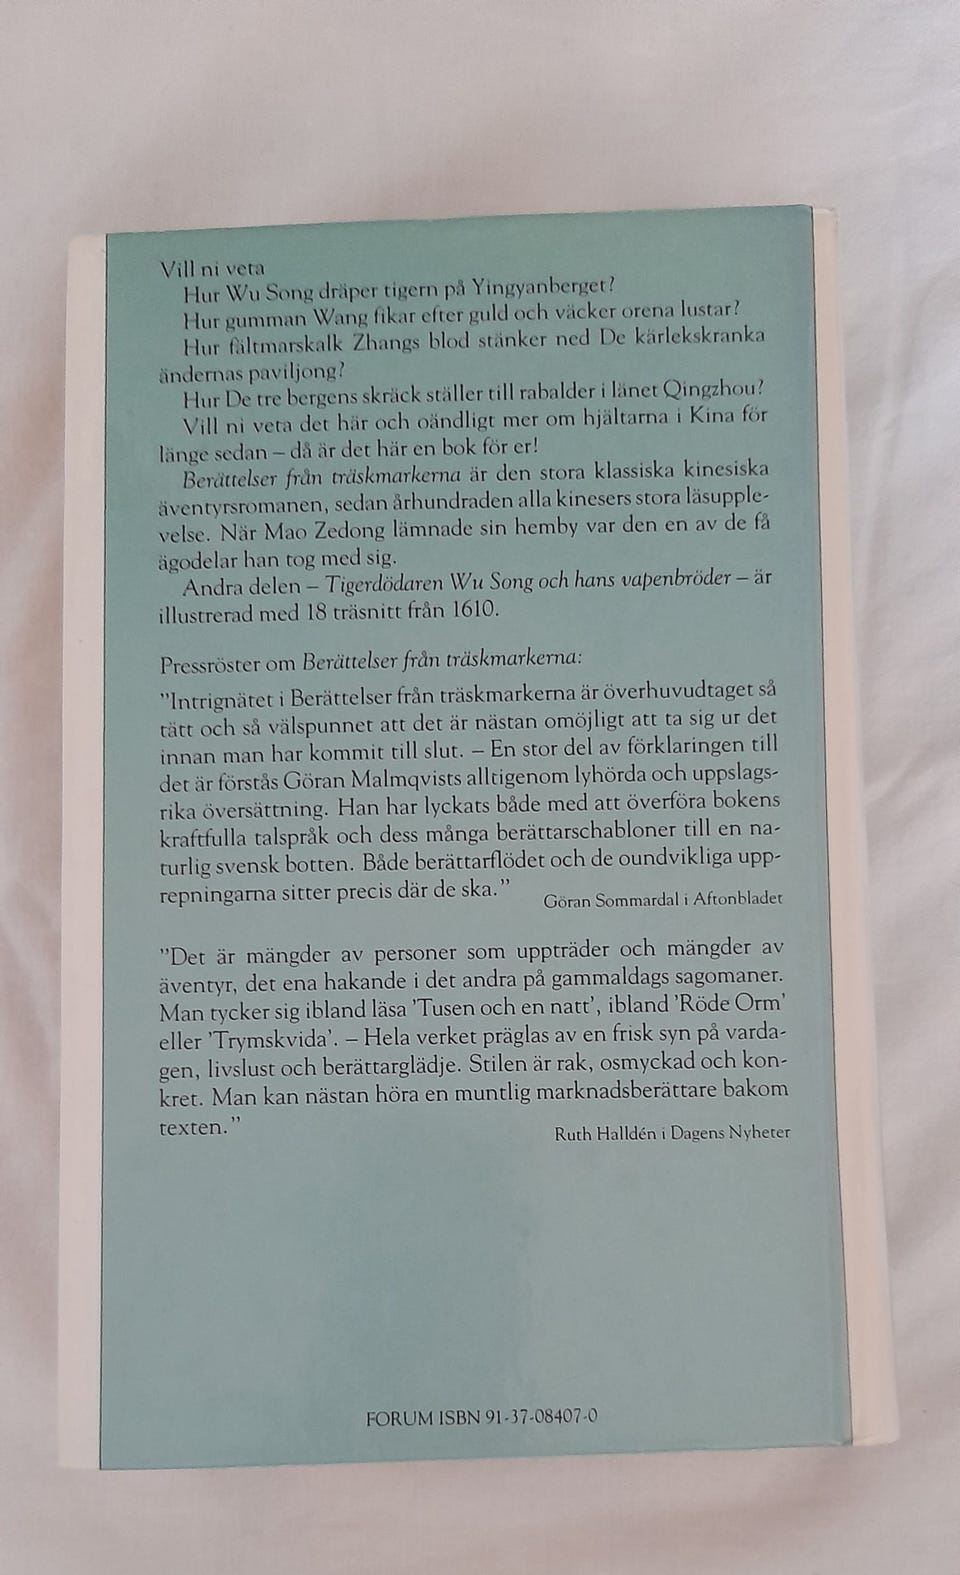 Vill ni veta
Hur Wu Song dräper tigern på Yingyanberget?
Hur gumman Wang fikar efter guld och väcker orena lustar?
Hur fältmarskalk Zhangs blod stänker ned De kärlekskranka
ändernas paviljong?
Hur De tre bergens skräck ställer till rabalder i länet Qingzhou?
Vill ni veta det här och oändligt mer om hjältarna i Kina för
länge sedan – då är det här en bok för er!
Berättelser från träskmarkerna är den stora klassiska kinesiska
äventyrsromanen, sedan århundraden alla kinesers stora läsupple-
velse. När Mao Zedong lämnade sin hemby var den en av de få
ägodelar han tog med sig.
Andra delen – Tigerdödaren Wu Song och hans vapenbröder – är
illustrerad med 18 träsnitt från 1610.
Pressröster om Berättelser från träskmarkerna:
”Intrignätet i Berättelser från träskmarkerna är överhuvudtaget så
tätt och så välspunnet att det är nästan omöjligt att ta sig ur det
innan man har kommit till slut. – En stor del av förklaringen till
det är förstås Göran Malmqvists alltigenom lyhörda och uppslags-
rika översättning. Han har lyckats både med att överföra bokens
kraftfulla talspråk och dess många berättarschabloner till en na-
turlig svensk botten. Både berättarflödet och de oundvikliga upp-
repningarna sitter precis där de ska.”
Göran Sommardal i Aftonbladet
”Det är mängder av personer som uppträder och mängder av
äventyr, det ena hakande i det andra på gammaldags sagomaner.
Man tycker sig ibland läsa ’Tusen och en natt’, ibland ’Röde Orm’
eller ’Trymskvida’. – Hela verket präglas av en frisk syn på varda-
gen, livslust och berättarglädje. Stilen är rak, osmyckad och kon-
kret. Man kan nästan höra en muntlig marknadsberättare bakom
texten.”
Ruth Halldén i Dagens Nyheter
FORUM ISBN 91-37-08407-0